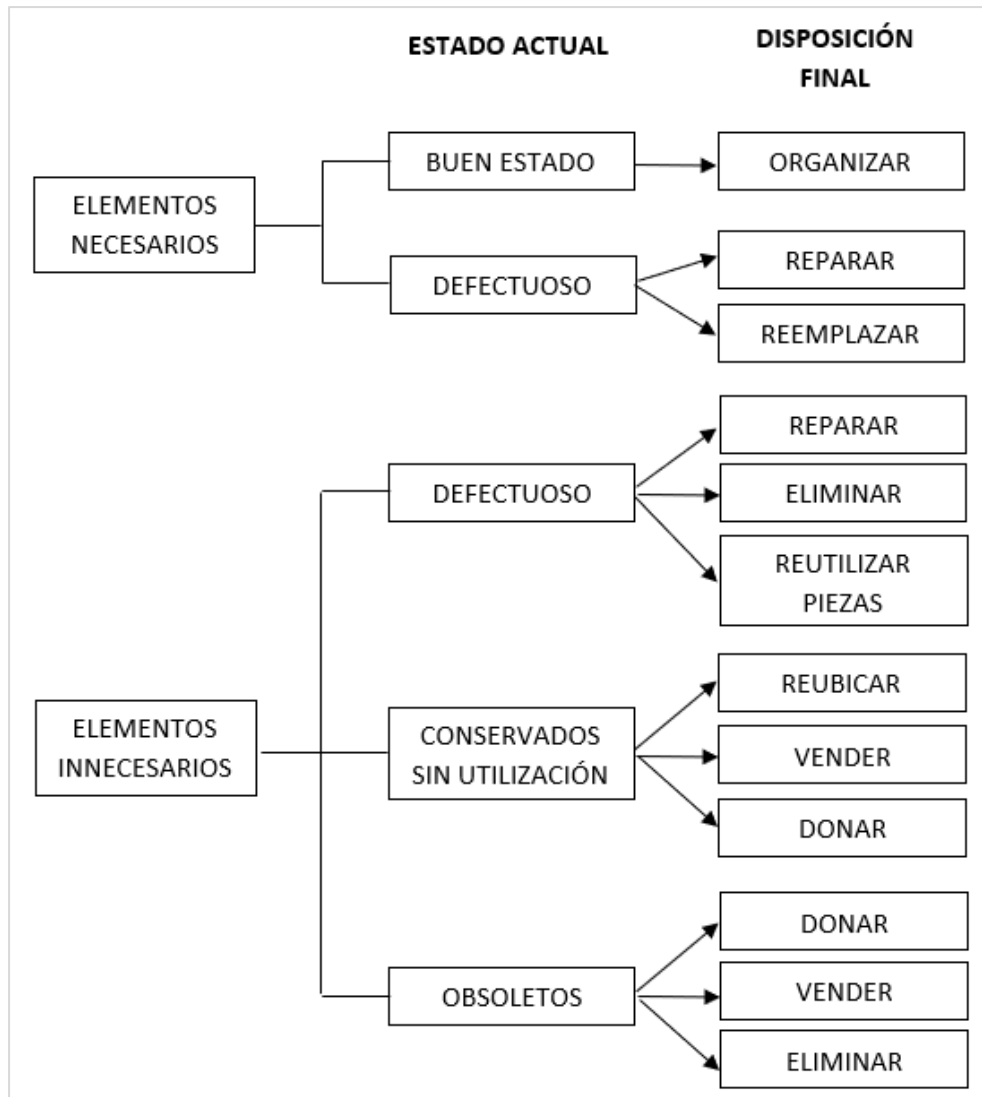 ESTADO ACTUAL
DISPOSICIÓN
FINAL
ELEMENTOS
NECESARIOS
BUEN ESTADO
ORGANIZAR
DEFECTUOSO
REPARAR
REEMPLAZAR
ELEMENTOS
INNECESARIOS
DEFECTUOSO
REPARAR
ELIMINAR
REUTILIZAR
PIEZAS
CONSERVADOS
SIN UTILIZACIÓN
REUBICAR
VENDER
DONAR
OBSOLETOS
DONAR
VENDER
ELIMINAR